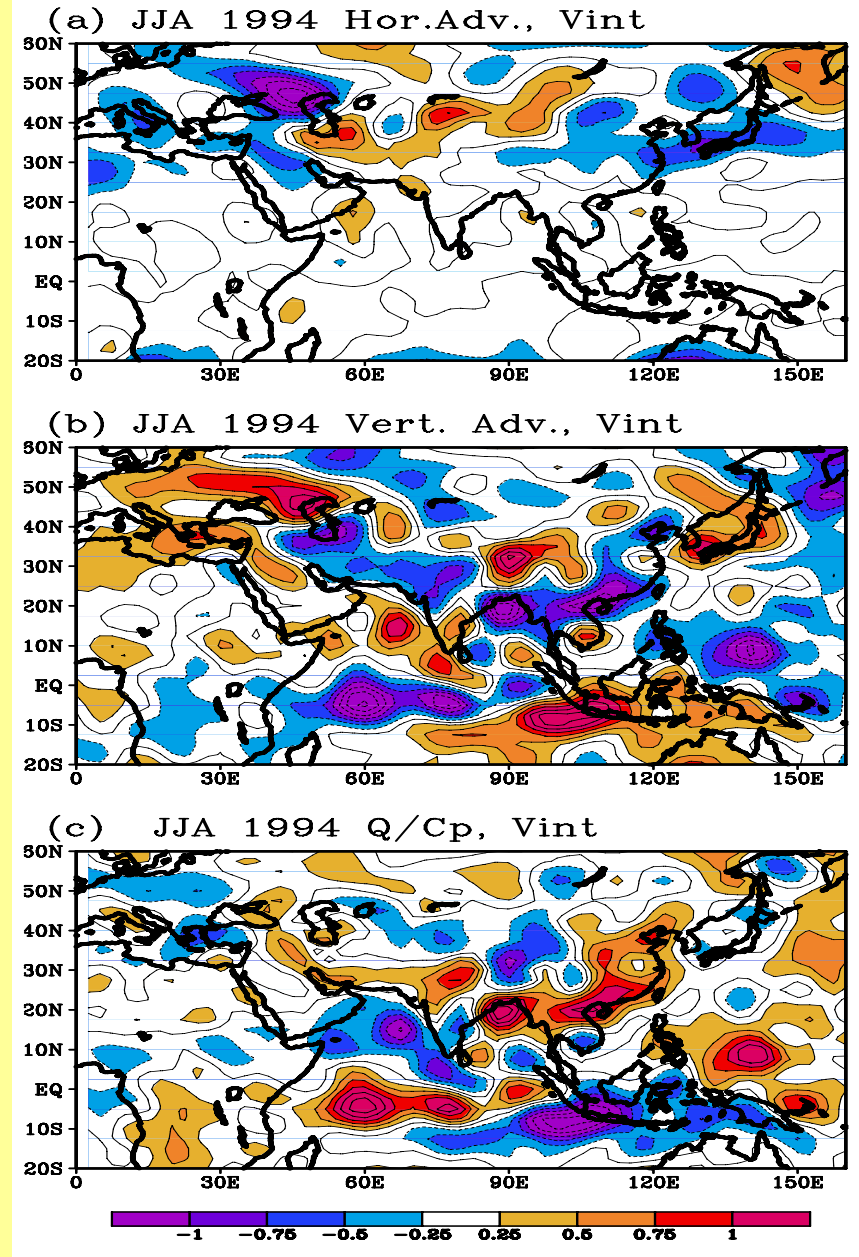 (a) JJA 1994 Hor.Adv., Vint
60N
50N
40N
30N
20N
10N
EQ
10S
20S
0 30E 60E 90E 120E 150E
(b) JJA 1994 Vert. Adv., Vint
60N
50N
40N
30N
20N
10N
EQ
10S
20S
0 30E 60E 90E 120E 150E
(c) JJA 1994 Q/Cp, Vint
60N
50N
40N
30N
20N
10N
EQ
10S
20S
0 30E 60E 90E 120E 150E
-1 -0.75 -0.5 -0.25 0.25 0.5 0.75 1